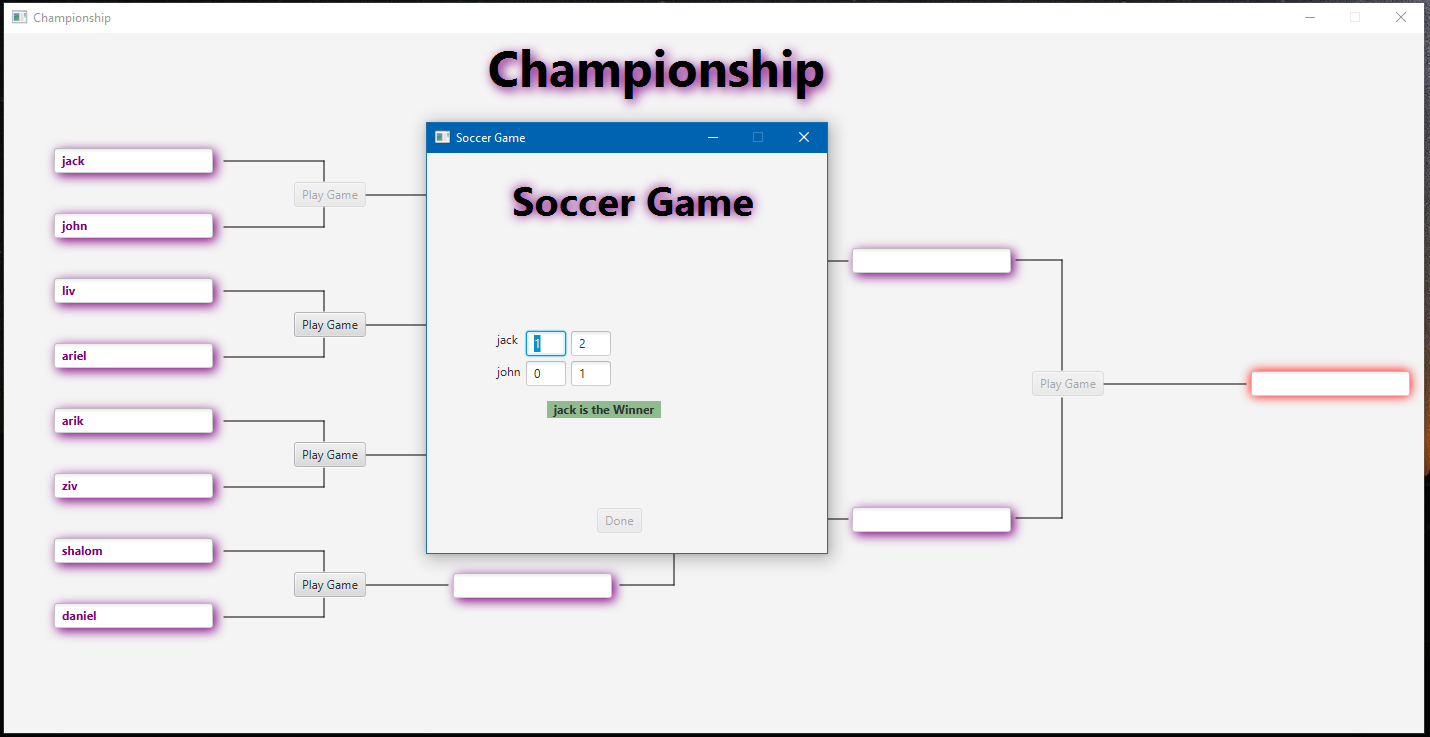 Championship
Championship
Soccer Game
Soccer Game
jack
Play Game
john
liv
Play Game
ariel
jack 1 2
john 0 1
jack is the Winner
Play Game
arik
Play Game
ziv
Done
shalom
Play Game
daniel